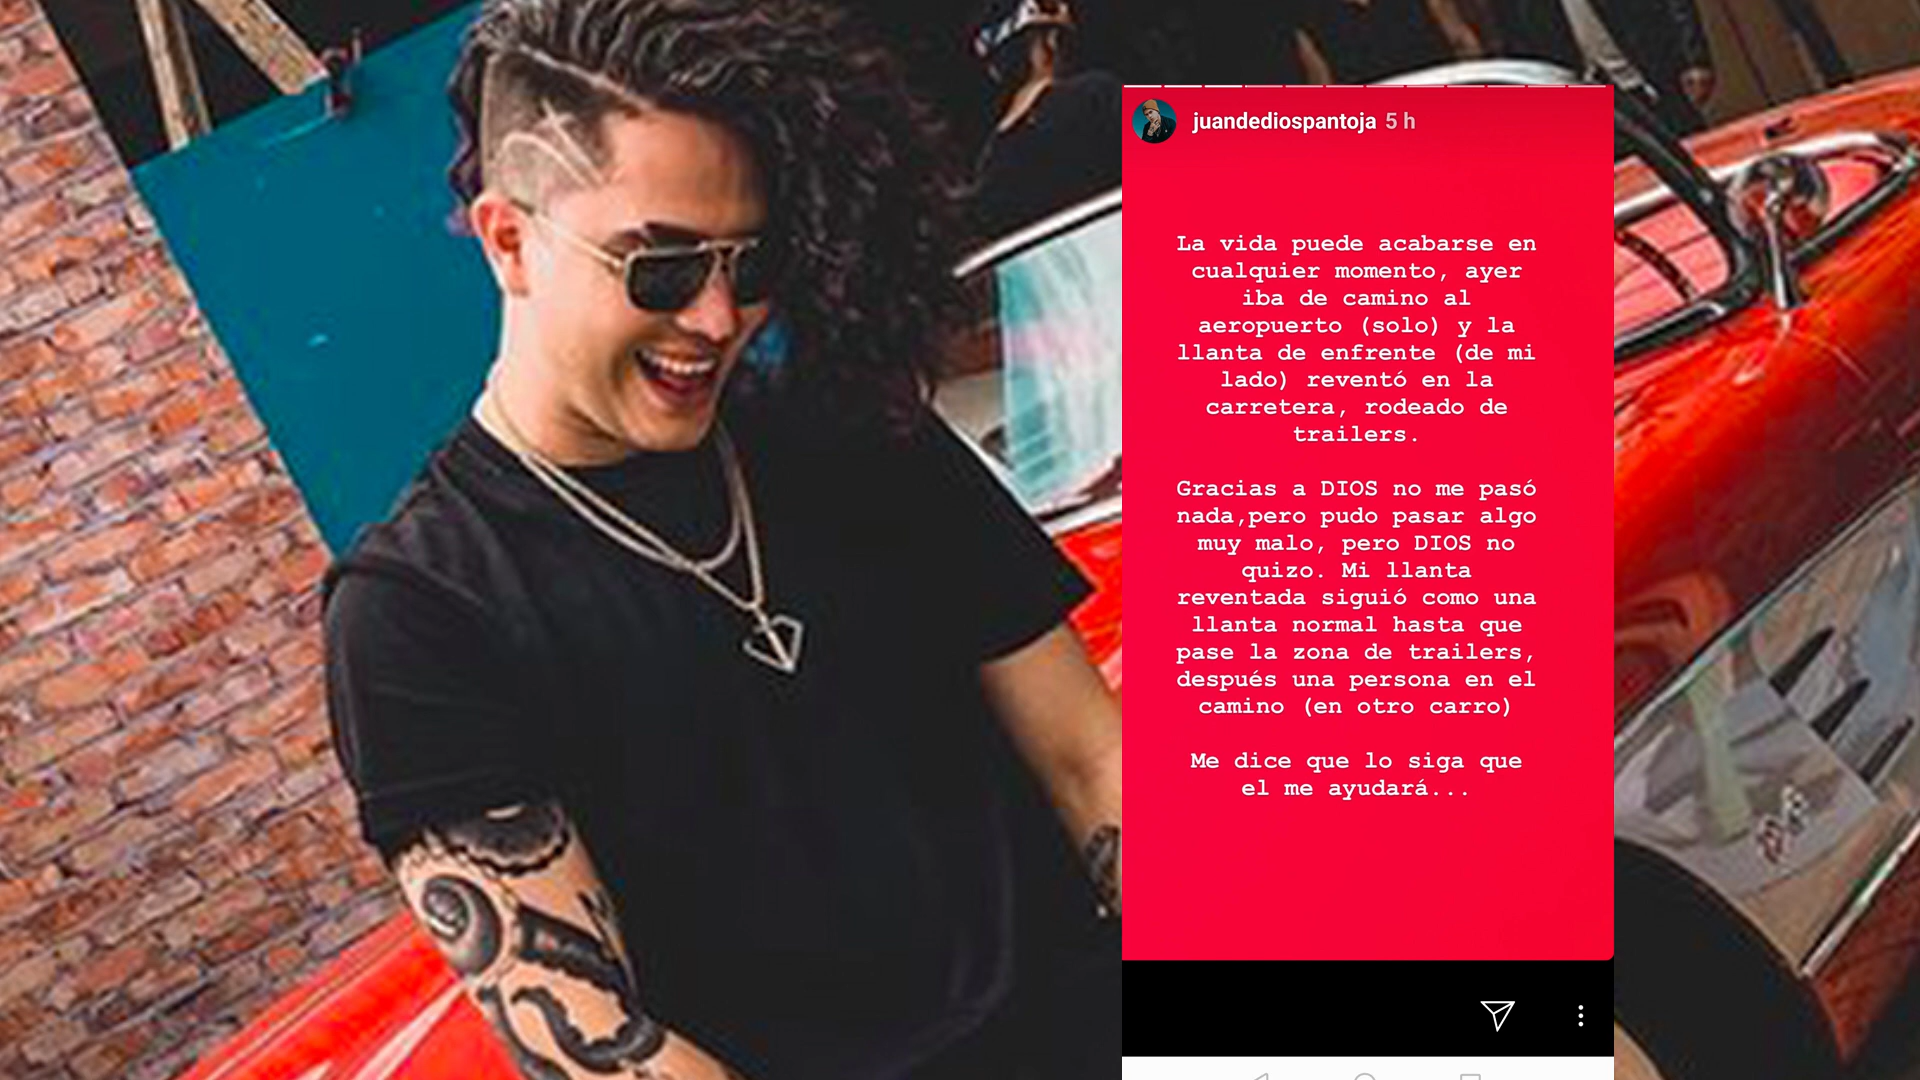 juandediospantoja 5 h
La vida puede acabarse en
cualquier momento, ayer
iba de camino al
aeropuerto (solo) y la
llanta de enfrente (de mi
lado) reventó en la
carretera, rodeado de
trailers.
Gracias a DIOS no me pasó
nada,pero pudo pasar algo
muy malo, pero DIOS no
quizo. Mi llanta
reventada siguió como una
llanta normal hasta que
pase la zona de trailers,
después una persona en el
camino (en otro carro)
Me dice que lo siga que
el me ayudará...